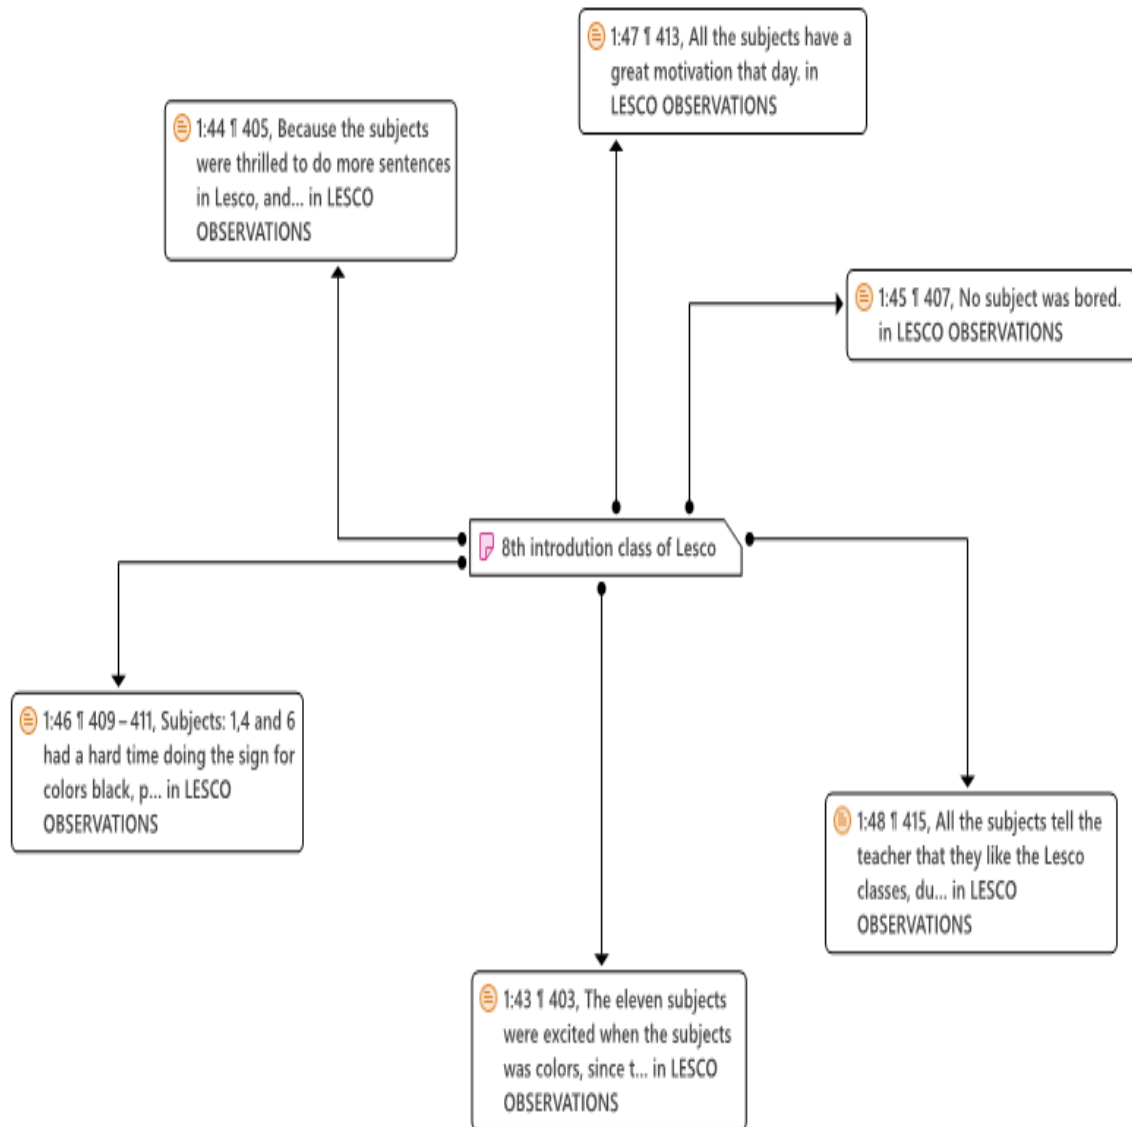 1:47 ¶ 413, All the subjects have a
great motivation that day. in
LESCO OBSERVATIONS
1:44 ¶ 405, Because the subjects
were thrilled to do more sentences
in Lesco, and... in LESCO
OBSERVATIONS
1:45 ¶ 407, No subject was bored.
in LESCO OBSERVATIONS
8th introdution class of Lesco
1:46 ¶ 409 – 411, Subjects: 1,4 and 6
had a hard time doing the sign for
colors black, p... in LESCO
OBSERVATIONS
1:48 ¶ 415, All the subjects tell the
teacher that they like the Lesco
classes, du... in LESCO
OBSERVATIONS
1:43 ¶ 403, The eleven subjects
were excited when the subjects
was colors, since t... in LESCO
OBSERVATIONS